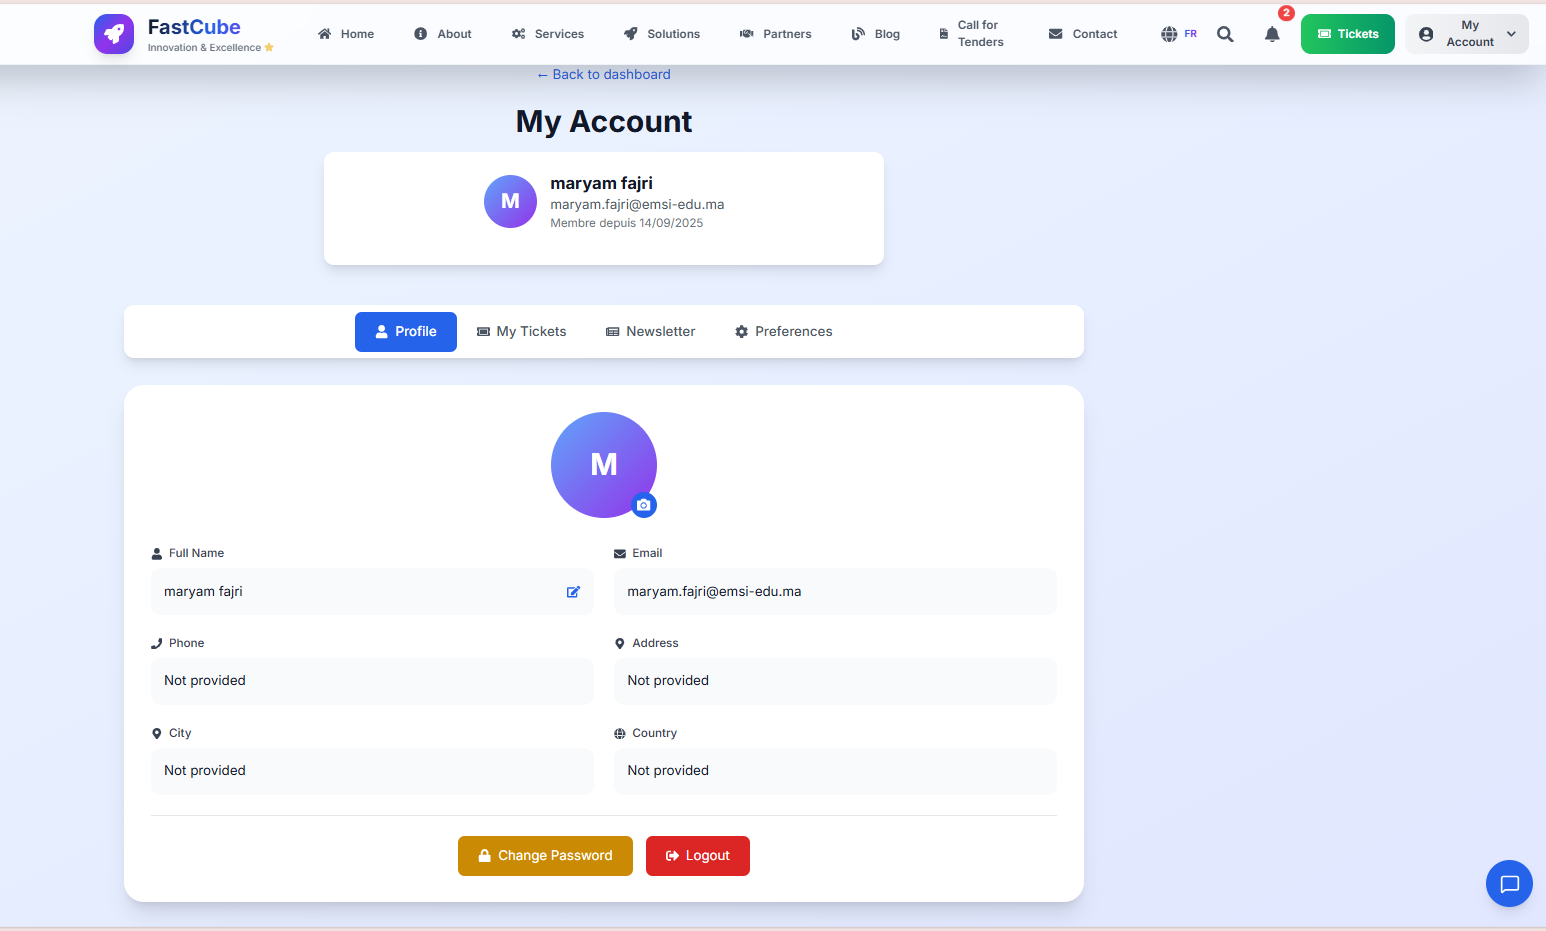 FastCube
Innovation & Excellence ⭐
Home
About
Services
Solutions
Partners
Blog
Call for
Tenders
Contact
FR
2
Tickets
My
Account
← Back to dashboard
My Account
M
maryam fajri
maryam.fajri@emsi-edu.ma
Membre depuis 14/09/2025
Profile
My Tickets
Newsletter
Preferences
M
Full Name
Email
maryam fajri
maryam.fajri@emsi-edu.ma
Phone
Address
Not provided
Not provided
City
Country
Not provided
Not provided
Change Password
Logout